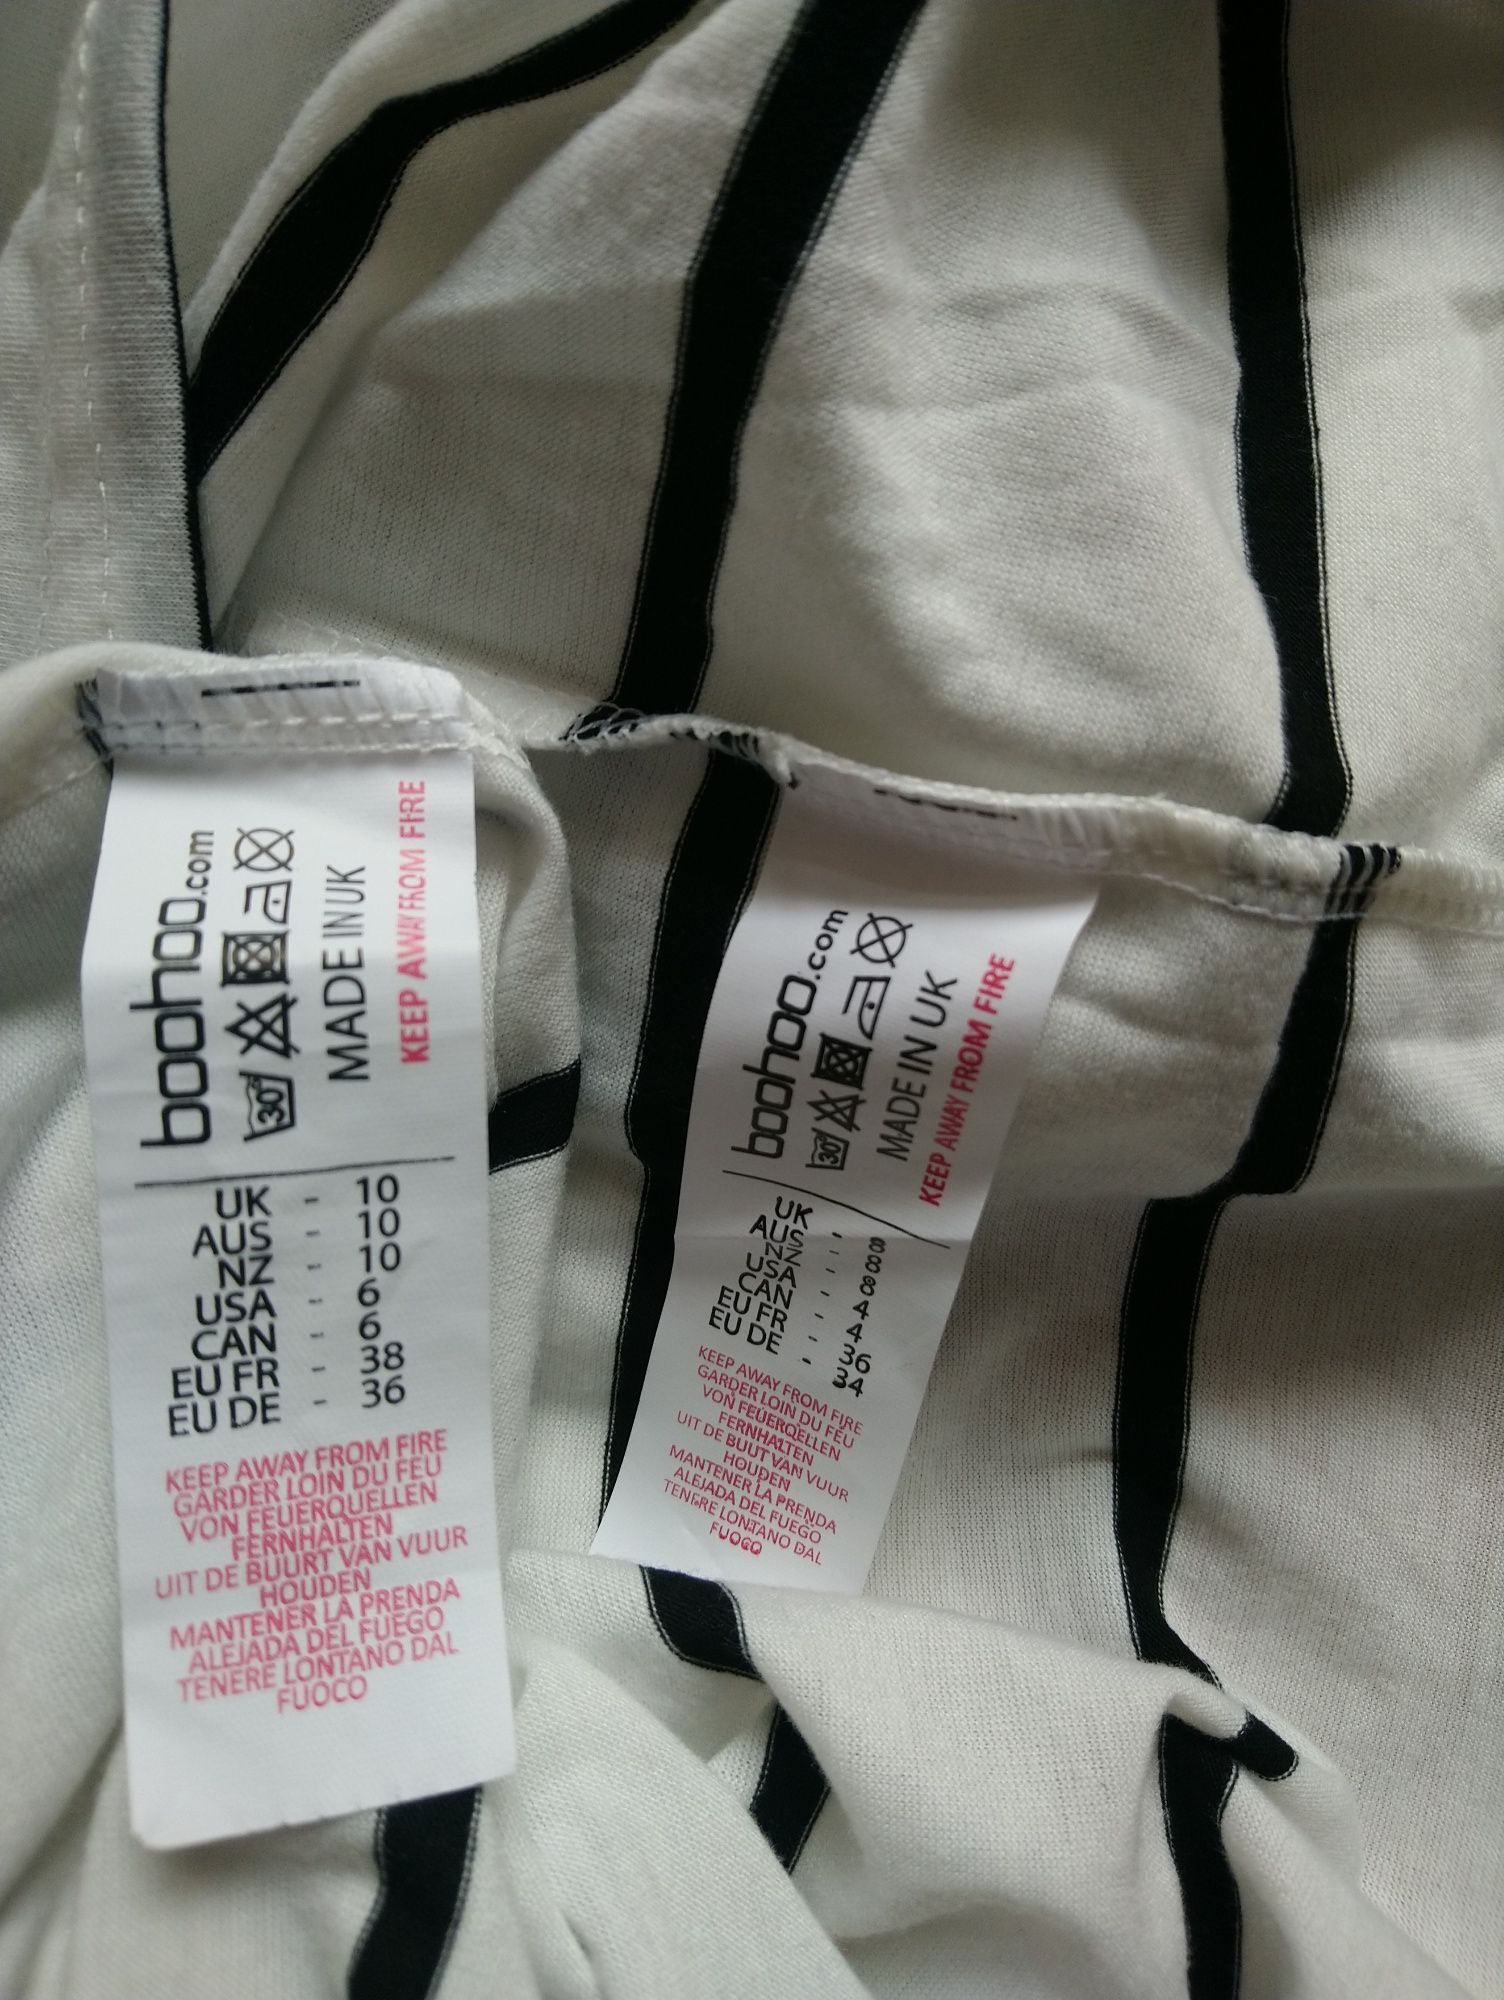 boohoo.com
30°
MADE IN UK
KEEP AWAY FROM FIRE
UK - 10
AUS - 10
NZ - 10
USA - 6
CAN - 6
EU FR - 38
EU DE - 36
KEEP AWAY FROM FIRE
GARDER LOIN DU FEU
VON FEUERQUELLEN
FERNHALTEN
UIT DE BUURT VAN VUUR
HOUDEN
MANTENER LA PRENDA
ALEJADA DEL FUEGO
TENERE LONTANO DAL
FUOCO
boohoo.com
30°
MADE IN UK
KEEP AWAY FROM FIRE
UK - 8
AUS - 8
NZ - 8
USA - 4
CAN - 4
EU FR - 36
EU DE - 34
KEEP AWAY FROM FIRE
GARDER LOIN DU FEU
VON FEUERQUELLEN
FERNHALTEN
UIT DE BUUT VAN VUUR
HOUDEN
MANTENER LA PRENDA
ALEJADA DEL FUEGO
TENERE LONTANO DAL
FUOCO